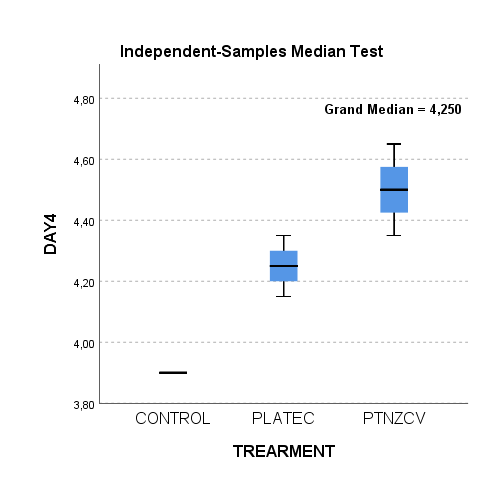 Independent-Samples Median Test
Grand Median = 4,250
4,80
4,60
4,40
4,20
4,00
3,80
DAY4
CONTROL PLATEC PTNZCV
TREARMENT